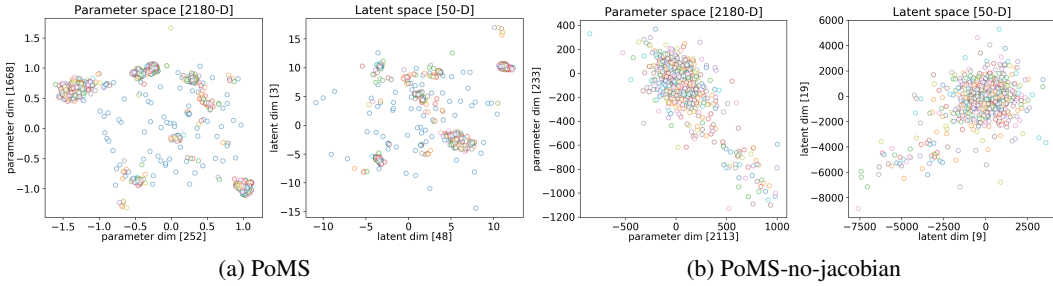 Parameter space [2180-D]
parameter dim [1668]
1.5
1.0
0.5
0.0
−0.5
−1.0
−1.5 −1.0 −0.5 0.0 0.5 1.0
parameter dim [252]
Latent space [50-D]
latent dim [3]
15
10
5
0
−5
−10
−15
−10 −5 0 5 10
latent dim [48]
(a) PoMS
Parameter space [2180-D]
parameter dim [233]
400
200
0
−200
−400
−600
−800
−1000
−1200
−500 0 500 1000
parameter dim [2113]
Latent space [50-D]
latent dim [19]
6000
4000
2000
0
−2000
−4000
−6000
−8000
−7500 −5000 −2500 0 2500
latent dim [9]
(b) PoMS-no-jacobian